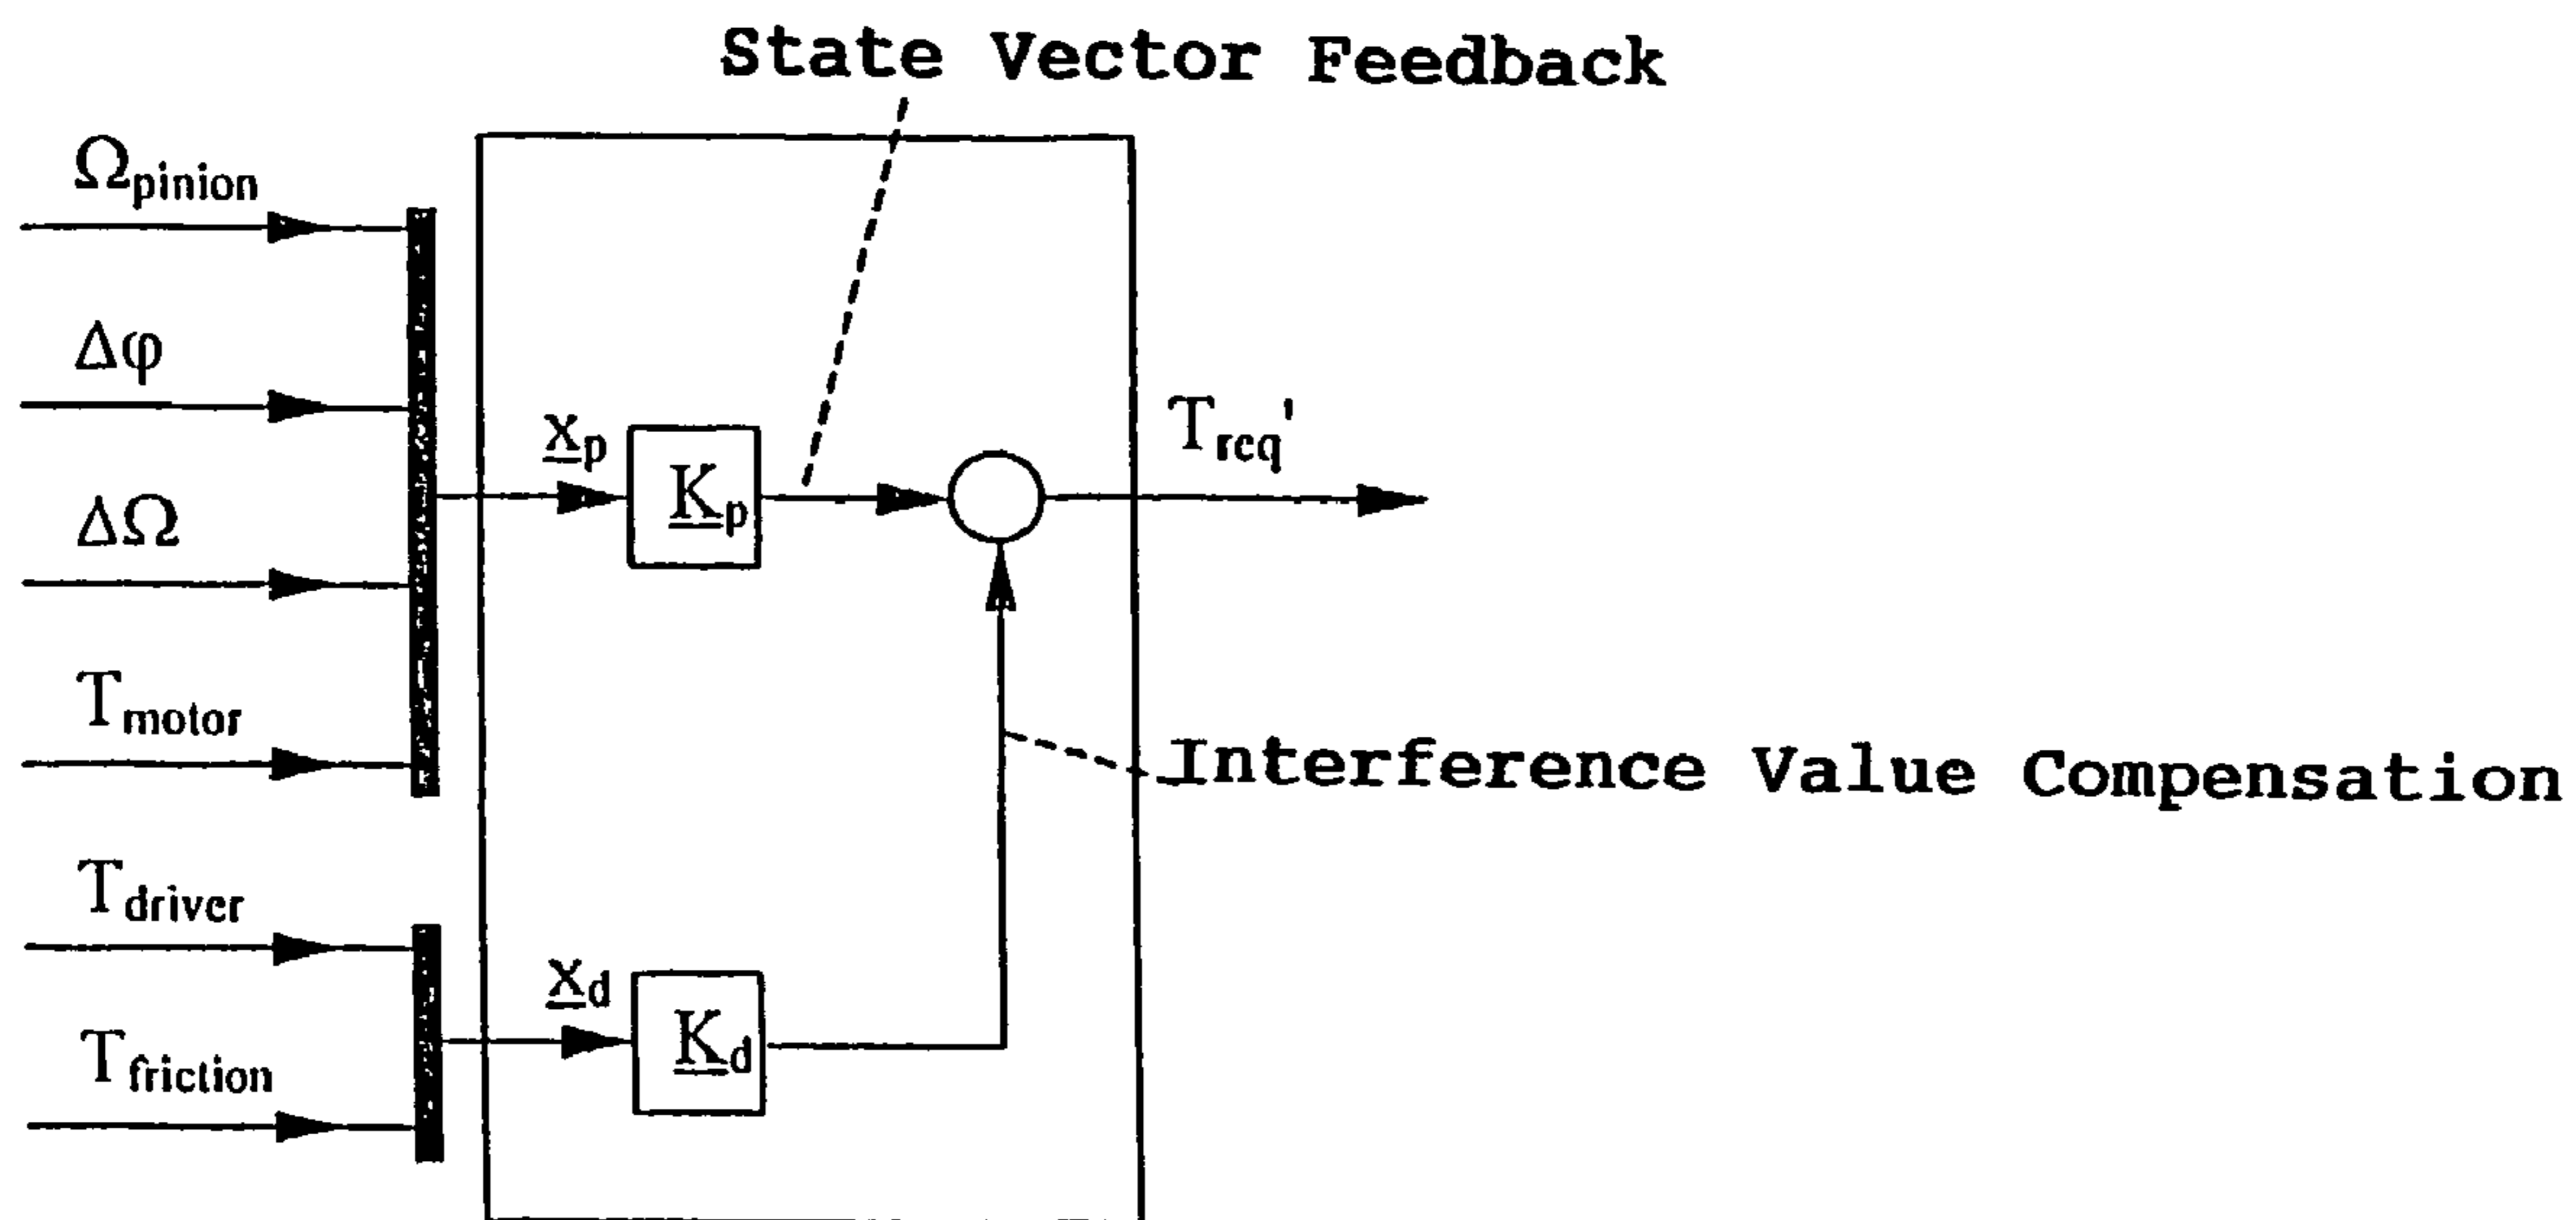 State Vector Feedback
Ωpinion
Δφ
ΔΩ
Tmotor
Tdriver
Tfriction
xp
Kp
Treq'
Interference Value Compensation
xd
Kd